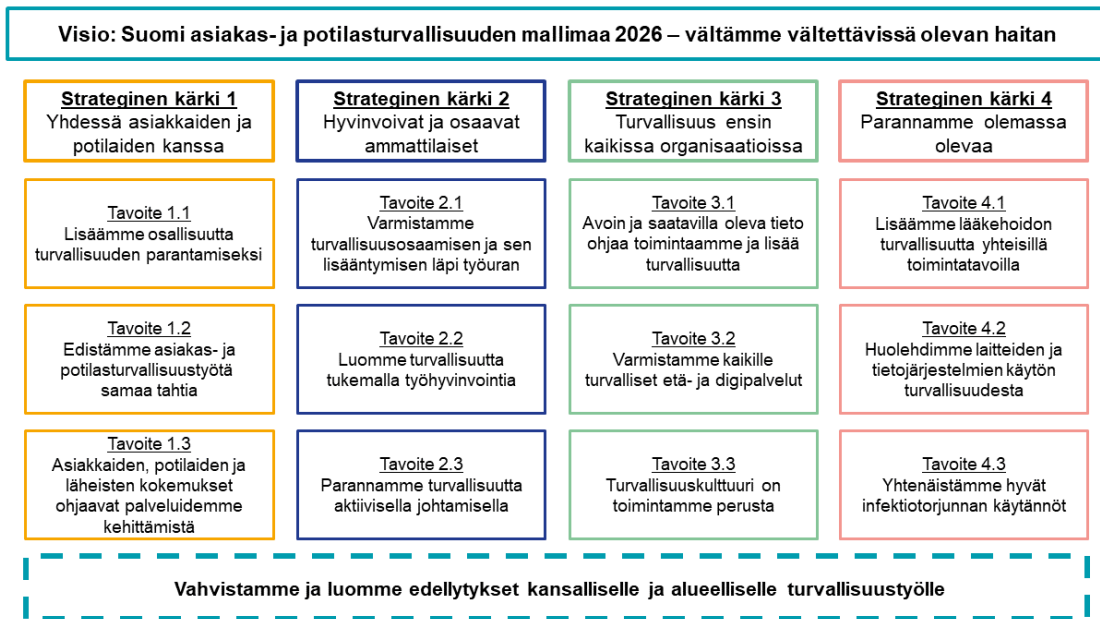 Visio: Suomi asiakas- ja potilasturvallisuuden mallimaa 2026 – vältämme vältettävissä olevan haitan
Strateginen kärki 1
Yhdessä asiakkaiden ja
potilaiden kanssa
Tavoite 1.1
Lisäämme osallisuutta
turvallisuuden parantamiseksi
Tavoite 1.2
Edistämme asiakas- ja
potilasturvallisuustyötä
samaa tahtia
Tavoite 1.3
Asiakkaiden, potilaiden ja
läheisten kokemukset
ohjaavat palveluidemme
kehittämistä
Strateginen kärki 2
Hyvinvoivat ja osaavat
ammattilaiset
Tavoite 2.1
Varmistamme
turvallisuusosaamisen ja sen
lisääntymisen läpi työuran
Tavoite 2.2
Luomme turvallisuutta
tukemalla työhyvinvointia
Tavoite 2.3
Parannamme turvallisuutta
aktiivisella johtamisella
Strateginen kärki 3
Turvallisuus ensin
kaikissa organisaatioissa
Tavoite 3.1
Avoin ja saatavilla oleva tieto
ohjaa toimintaamme ja lisää
turvallisuutta
Tavoite 3.2
Varmistamme kaikille
turvalliset etä- ja digipalvelut
Tavoite 3.3
Turvallisuuskulttuuri on
toimintamme perusta
Strateginen kärki 4
Parannamme olemassa
olevaa
Tavoite 4.1
Lisäämme lääkehoidon
turvallisuutta yhteisillä
toimintatavoilla
Tavoite 4.2
Huolehdimme laitteiden ja
tietojärjestelmien käytön
turvallisuudesta
Tavoite 4.3
Yhtenäistämme hyvät
infektiotorjunnan käytännöt
Vahvistamme ja luomme edellytykset kansalliselle ja alueelliselle turvallisuustyölle